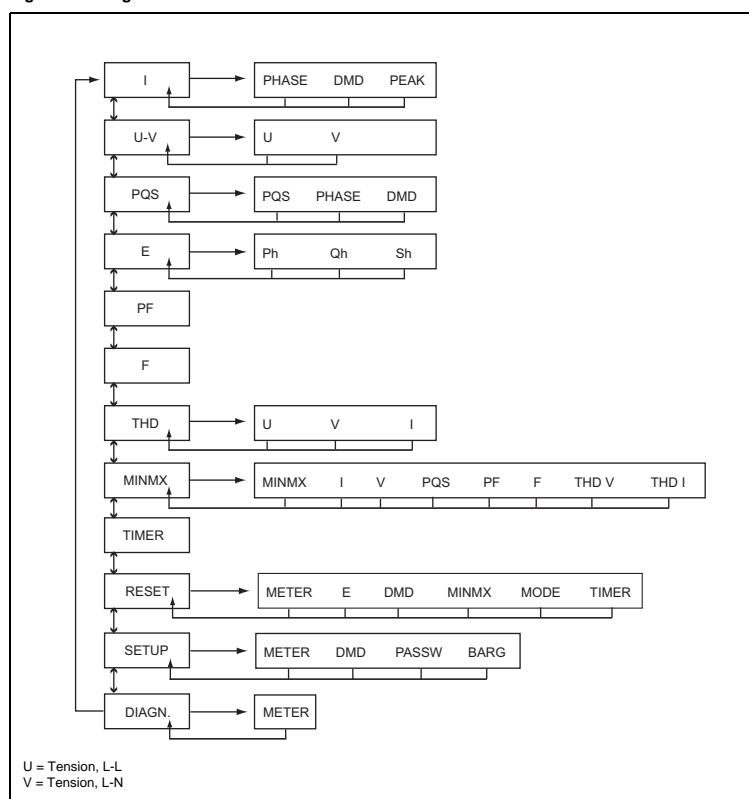 I PHASE DMD PEAK
U-V U V
PQS PQS PHASE DMD
E Ph Qh Sh
PF
F
THD U V I
MINMX MINMX I V PQS PF F THD V THD I
TIMER
RESET METER E DMD MINMX MODE TIMER
SETUP METER DMD PASSW BARG
DIAGN. METER
U = Tension, L-L
V = Tension, L-N